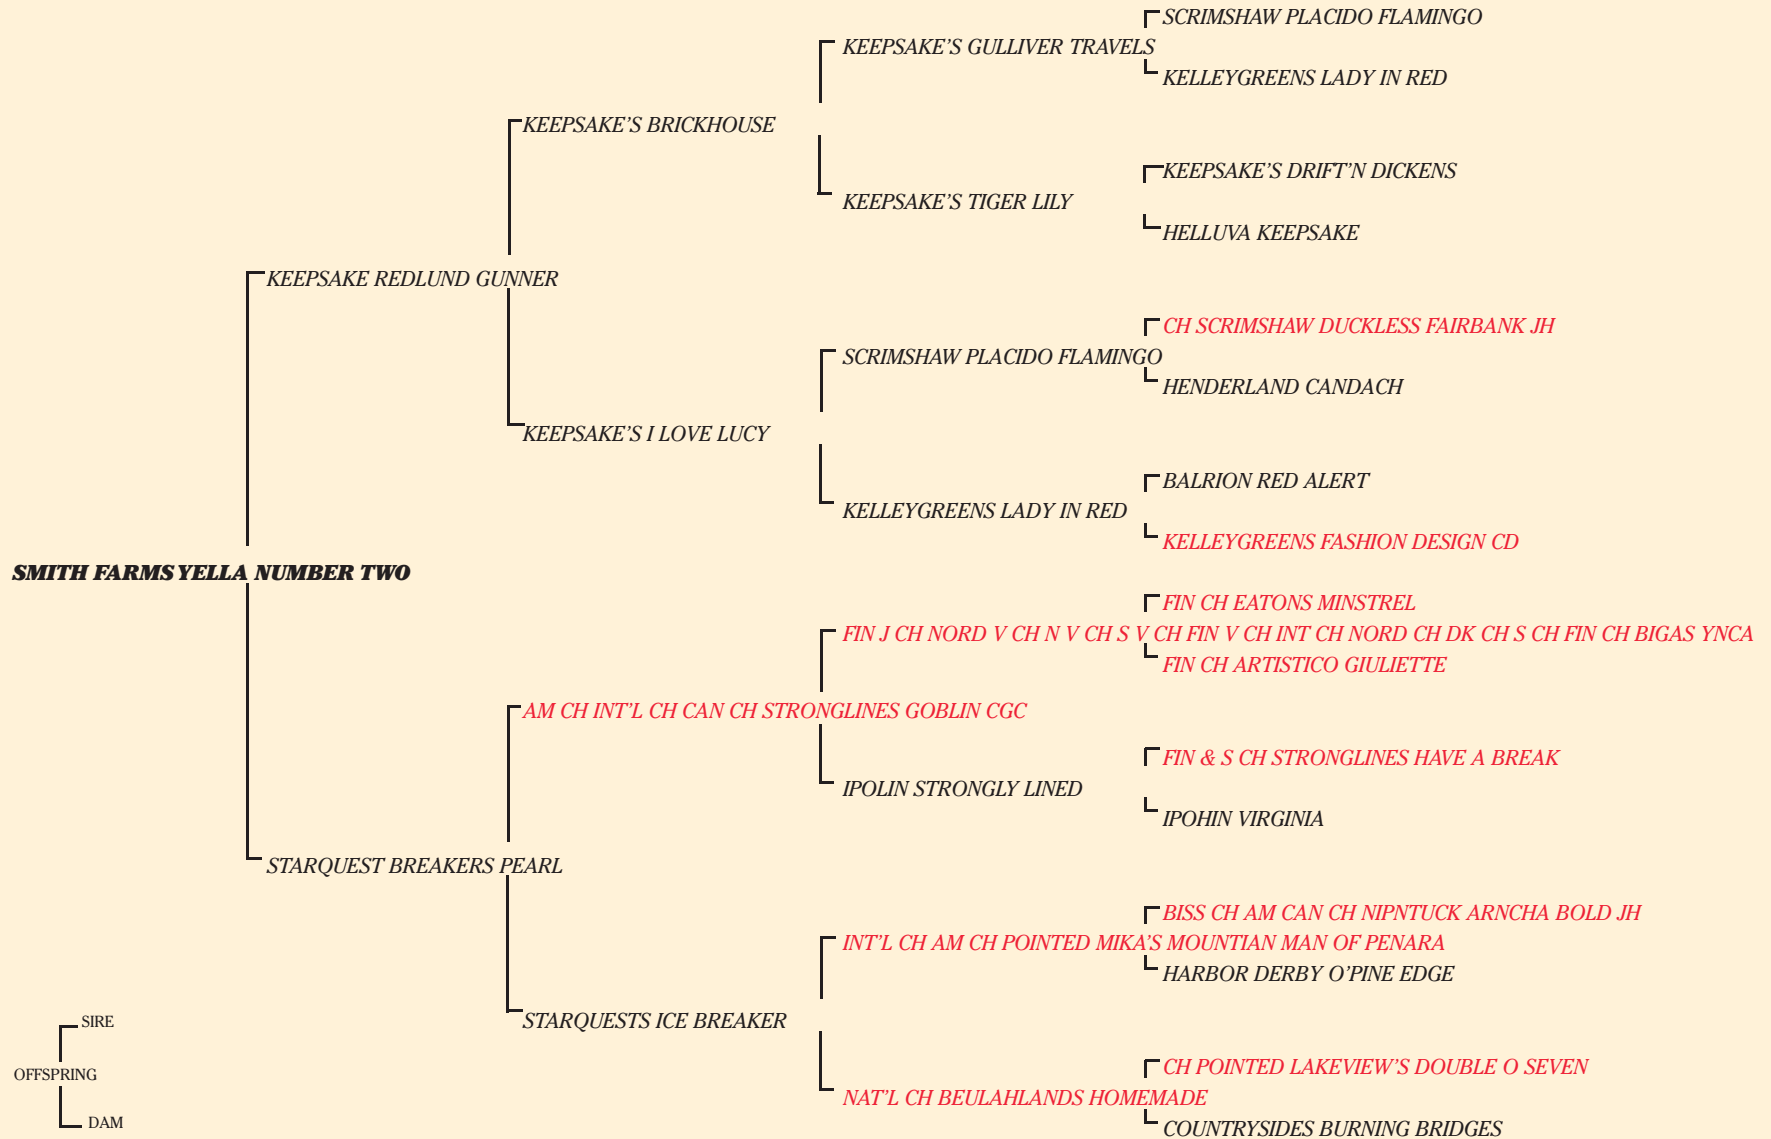 SCRIMSHAW PLACIDO FLAMINGO
KEEPSAKE’S GULLIVER TRAVELS
KELLEYGREENS LADY IN RED
KEEPSAKE’S BRICKHOUSE
KEEPSAKE’S DRIFT’N DICKENS
KEEPSAKE’S TIGER LILY
HELLUVA KEEPSAKE
KEEPSAKE REDLUND GUNNER
CH SCRIMSHAW DUCKLESS FAIRBANK JH
SCRIMSHAW PLACIDO FLAMINGO
HENDERLAND CANDACH
KEEPSAKE’S I LOVE LUCY
BALRION RED ALERT
KELLEYGREENS LADY IN RED
KELLEYGREENS FASHION DESIGN CD
SMITH FARMS YELLA NUMBER TWO
FIN CH EATONS MINSTREL
FIN J CH NORD V CH N V CH S V CH FIN V CH INT CH NORD CH DK CH S CH FIN CH BIGAS YNCA
FIN CH ARTISTICO GIULIETTE
AM CH INT’L CH CAN CH STRONGLINES GOBLIN CGC
FIN & S CH STRONGLINES HAVE A BREAK
IPOLIN STRONGLY LINED
IPOHIN VIRGINIA
STARQUEST BREAKERS PEARL
BISS CH AM CAN CH NIPNTUCK ARNCHA BOLD JH
INT’L CH AM CH POINTED MIKA’S MOUNTIAN MAN OF PENARA
HARBOR DERBY O’PINE EDGE
STARQUESTS ICE BREAKER
CH POINTED LAKEVIEW’S DOUBLE O SEVEN
NAT’L CH BEULAHLANDS HOMEMADE
COUNTRYSIDES BURNING BRIDGES
SIRE
OFFSPRING
DAM